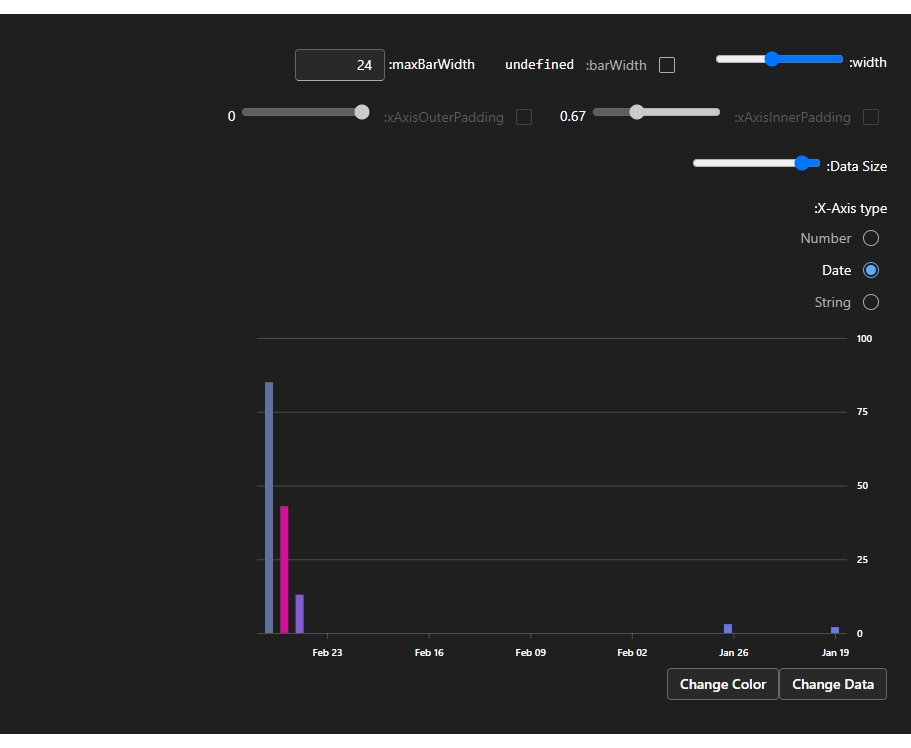 :width
:barWidth undefined
:maxBarWidth 24
:xAxisInnerPadding 0.67
:xAxisOuterPadding 0
:Data Size
:X-Axis type
Number
Date
String
100
75
50
25
0
Jan 19 Jan 26 Feb 02 Feb 09 Feb 16 Feb 23
Change Data Change Color